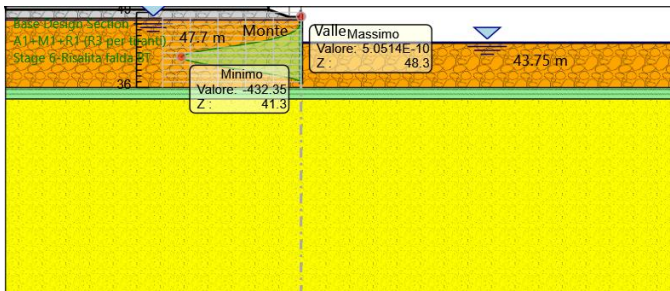 48
Base Design Section
A1+M1+R1 (R3 per tiranti)
Stage 6-Risalita falda BT
47.7 m
Monte
Valle
Massimo
Valore: 5.0514E-10
Z : 48.3
43.75 m
Minimo
Valore: -432.35
Z : 41.3
36